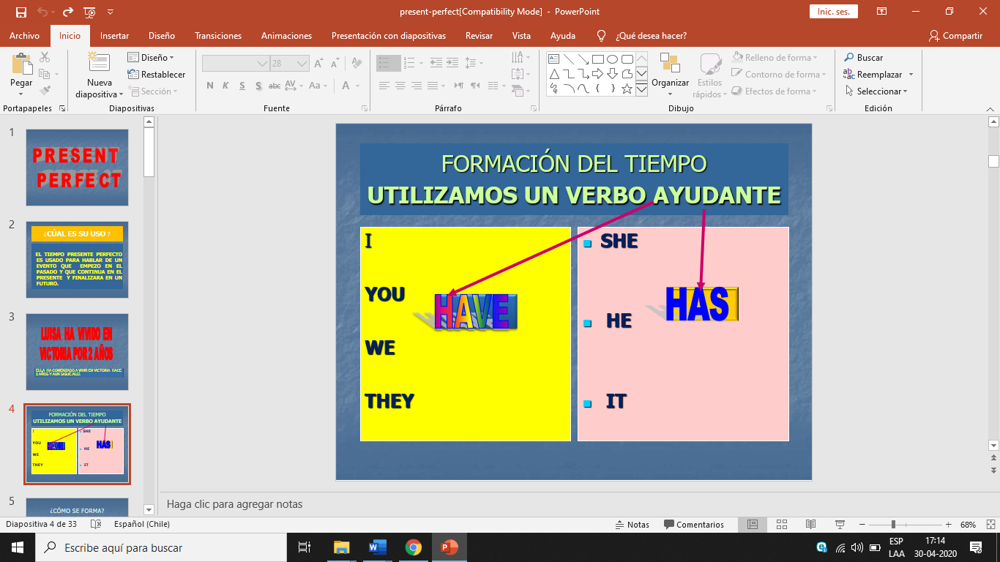 present-perfect[Compatibility Mode] - PowerPoint
Inic. ses.
Archivo Inicio Insertar Diseño Transiciones Animaciones Presentación con diapositivas Revisar Vista Ayuda ¿Qué desea hacer? Compartir
Pegar
Nueva diapositiva
Diseño
Restablecer
Sección
28
N K S S abc AV Aa A
Organizar
Estilos rápidos
Relleno de forma
Contorno de forma
Efectos de forma
Buscar
Reemplazar
Seleccionar
Portapapeles Diapositivas Fuente Párrafo Dibujo Edición
1
PRESENT
PERFECT
2
¿CÚAL ES SU USO ?
EL TIEMPO PRESENTE PERFECTO
ES USADO PARA HABLAR DE UN
EVENTO QUE EMPEZO EN EL
PASADO Y QUE CONTINUA EN EL
PRESENTE Y FINALIZARA EN UN
FUTURO.
3
LUISA HA VIVIDO EN
VICTORIA POR 2 AÑOS
ELLA HA COMENZADO A VIVIR EN VICTORIA HACE
2 AÑOS Y AUN SIGUE ALLÍ.
4
FORMACIÓN DEL TIEMPO
UTILIZAMOS UN VERBO AYUDANTE
I
YOU
WE
THEY
HAVE
SHE
HE
IT
HAS
5
¿CÓMO SE FORMA?
FORMACIÓN DEL TIEMPO
UTILIZAMOS UN VERBO AYUDANTE
I
YOU
WE
THEY
HAVE
SHE
HE
IT
HAS
Haga clic para agregar notas
Diapositiva 4 de 33 Español (Chile) Notas Comentarios 68%
Escribe aquí para buscar
ESP
LAA
17:14
30-04-2020